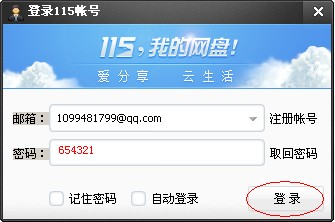 登录115帐号
115,我的网盘!
爱分享 云生活
邮箱: 1099481799@qq.com 注册帐号
密码: 654321 取回密码
记住密码 自动登录 登录